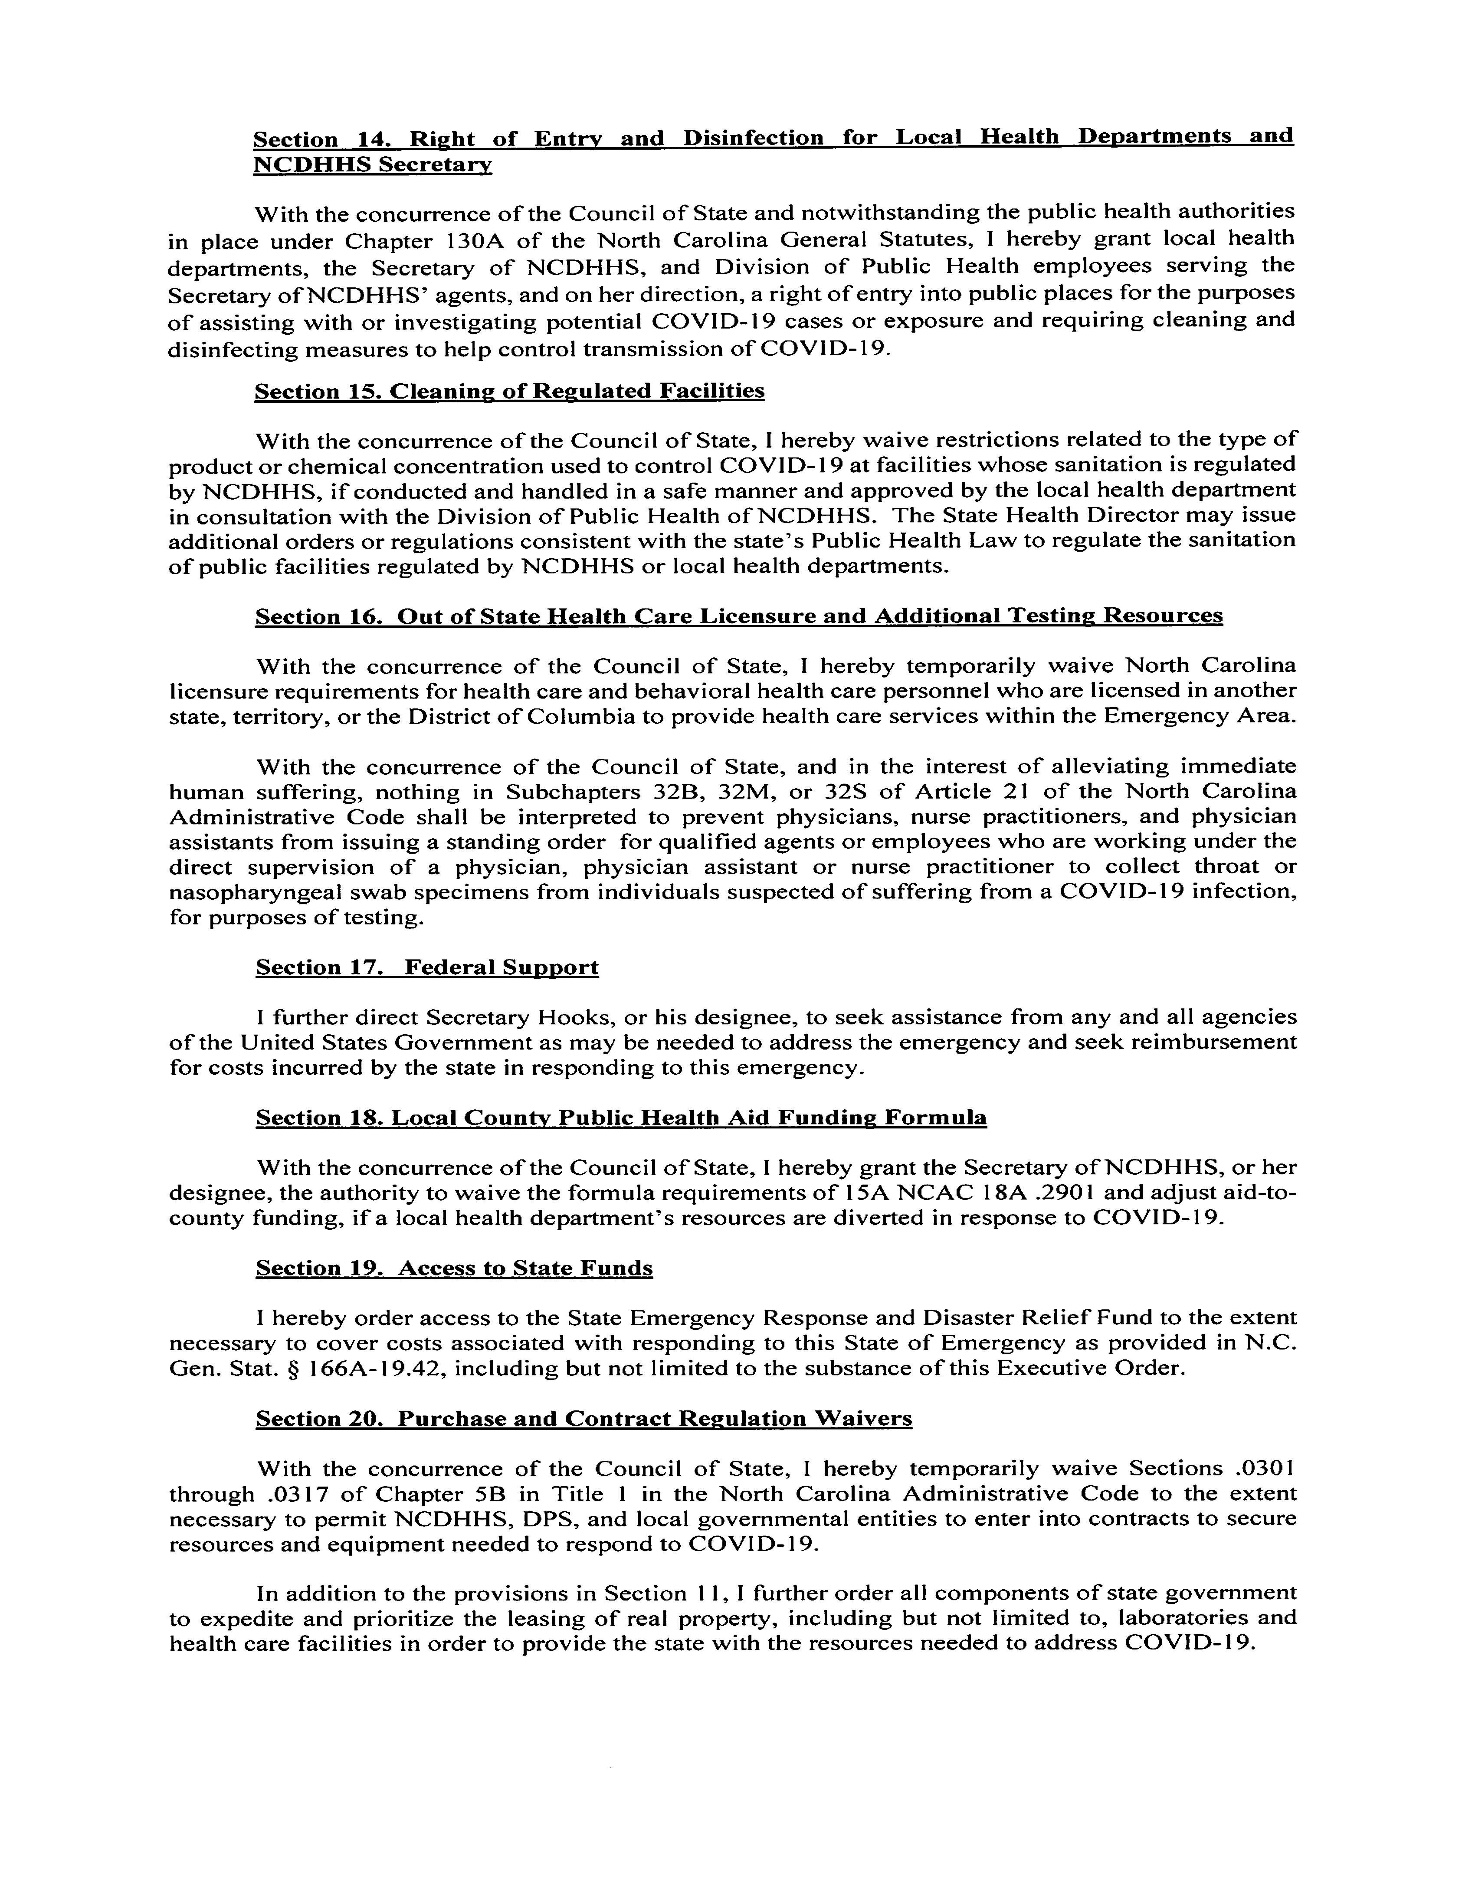 Section 14. Right of Entry and Disinfection for Local Health Departments and
NCDHHS Secretary
With the concurrence of the Council of State and notwithstanding the public health authorities
in place under Chapter 130A of the North Carolina General Statutes, I hereby grant local health
departments, the Secretary of NCDHHS, and Division of Public Health employees serving the
Secretary of NCDHHS' agents, and on her direction, a right of entry into public places for the purposes
of assisting with or investigating potential COVID-19 cases or exposure and requiring cleaning and
disinfecting measures to help control transmission of COVID-19.
Section 15. Cleaning of Regulated Facilities
With the concurrence of the Council of State, I hereby waive restrictions related to the type of
product or chemical concentration used to control COVID-19 at facilities whose sanitation is regulated
by NCDHHS, if conducted and handled in a safe manner and approved by the local health department
in consultation with the Division of Public Health of NCDHHS. The State Health Director may issue
additional orders or regulations consistent with the state's Public Health Law to regulate the sanitation
of public facilities regulated by NCDHHS or local health departments.
Section 16. Out of State Health Care Licensure and Additional Testing Resources
With the concurrence of the Council of State, I hereby temporarily waive North Carolina
licensure requirements for health care and behavioral health care personnel who are licensed in another
state, territory, or the District of Columbia to provide health care services within the Emergency Area.
With the concurrence of the Council of State, and in the interest of alleviating immediate
human suffering, nothing in Subchapters 32B, 32M, or 32S of Article 21 of the North Carolina
Administrative Code shall be interpreted to prevent physicians, nurse practitioners, and physician
assistants from issuing a standing order for qualified agents or employees who are working under the
direct supervision of a physician, physician assistant or nurse practitioner to collect throat or
nasopharyngeal swab specimens from individuals suspected of suffering from a COVID-19 infection,
for purposes of testing.
Section 17. Federal Support
I further direct Secretary Hooks, or his designee, to seek assistance from any and all agencies
of the United States Government as may be needed to address the emergency and seek reimbursement
for costs incurred by the state in responding to this emergency.
Section 18. Local County Public Health Aid Funding Formula
With the concurrence of the Council of State, I hereby grant the Secretary of NCDHHS, or her
designee, the authority to waive the formula requirements of 15A NCAC 18A .2901 and adjust aid-to-
county funding, if a local health department's resources are diverted in response to COVID-19.
Section 19. Access to State Funds
I hereby order access to the State Emergency Response and Disaster Relief Fund to the extent
necessary to cover costs associated with responding to this State of Emergency as provided in N.C.
Gen. Stat. § 166A-19.42, including but not limited to the substance of this Executive Order.
Section 20. Purchase and Contract Regulation Waivers
With the concurrence of the Council of State, I hereby temporarily waive Sections .0301
through .0317 of Chapter 5B in Title 1 in the North Carolina Administrative Code to the extent
necessary to permit NCDHHS, DPS, and local governmental entities to enter into contracts to secure
resources and equipment needed to respond to COVID-19.
In addition to the provisions in Section 11, I further order all components of state government
to expedite and prioritize the leasing of real property, including but not limited to, laboratories and
health care facilities in order to provide the state with the resources needed to address COVID-19.